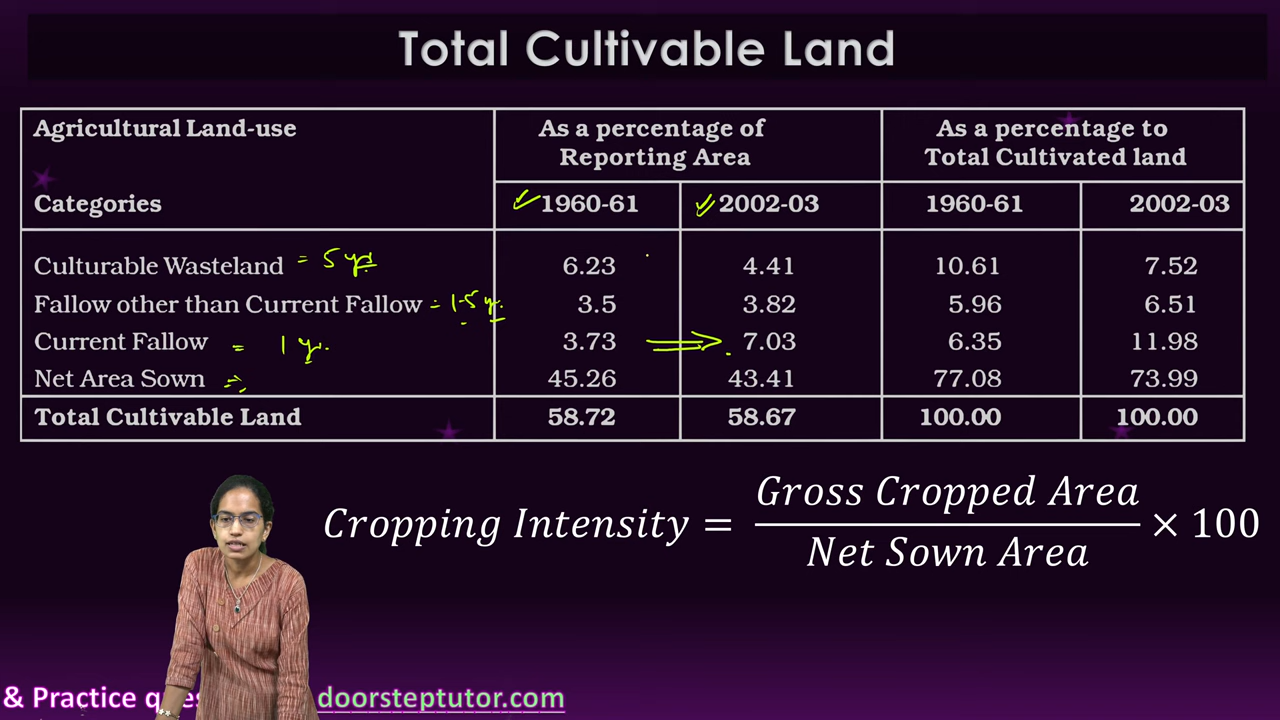 Total Cultivable Land
Agricultural Land-use As a percentage of Reporting Area As a percentage to Total Cultivated land
Categories 1960-61 2002-03 1960-61 2002-03
Culturable Wasteland = 5 yrs 6.23 4.41 10.61 7.52
Fallow other than Current Fallow = 1-5 yr. 3.5 3.82 5.96 6.51
Current Fallow = 1 yr. 3.73 7.03 6.35 11.98
Net Area Sown 45.26 43.41 77.08 73.99
Total Cultivable Land 58.72 58.67 100.00 100.00
Cropping Intensity = Gross Cropped Area / Net Sown Area × 100
& Practice doorsteptutor.com